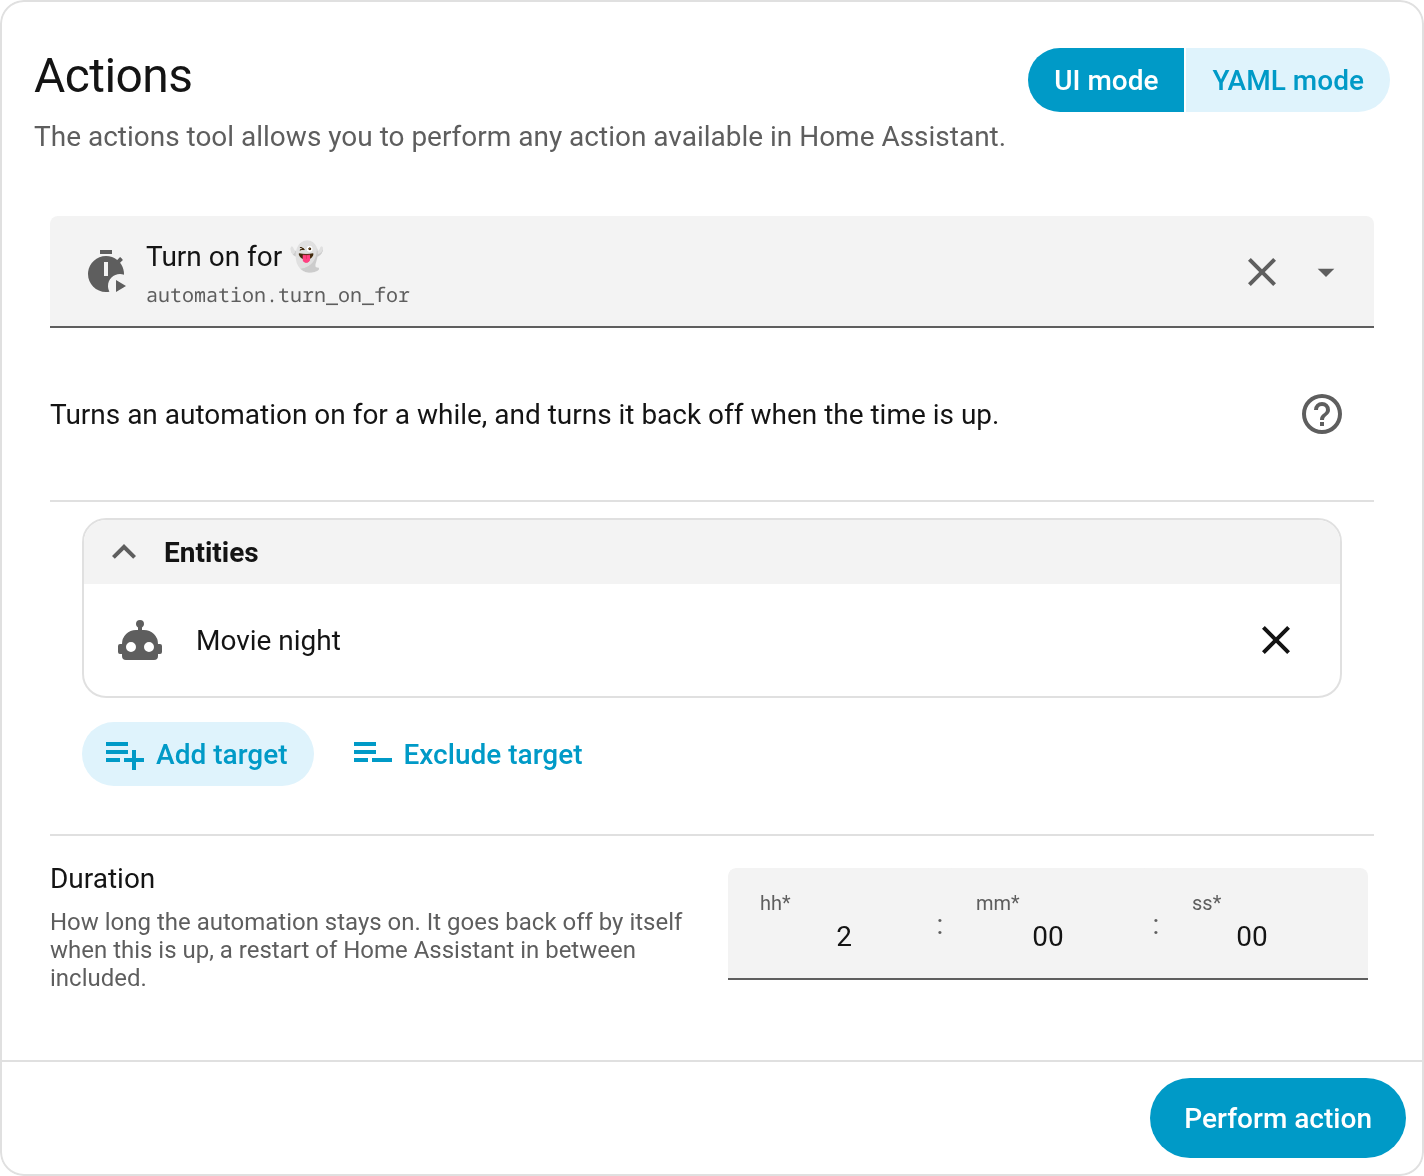 Actions
UI mode
YAML mode
The actions tool allows you to perform any action available in Home Assistant.
Turn on for 👻
automation.turn_on_for
Turns an automation on for a while, and turns it back off when the time is up.
Entities
Movie night
Add target
Exclude target
Duration
How long the automation stays on. It goes back off by itself
when this is up, a restart of Home Assistant in between
included.
hh* mm* ss*
2 : 00 : 00
Perform action